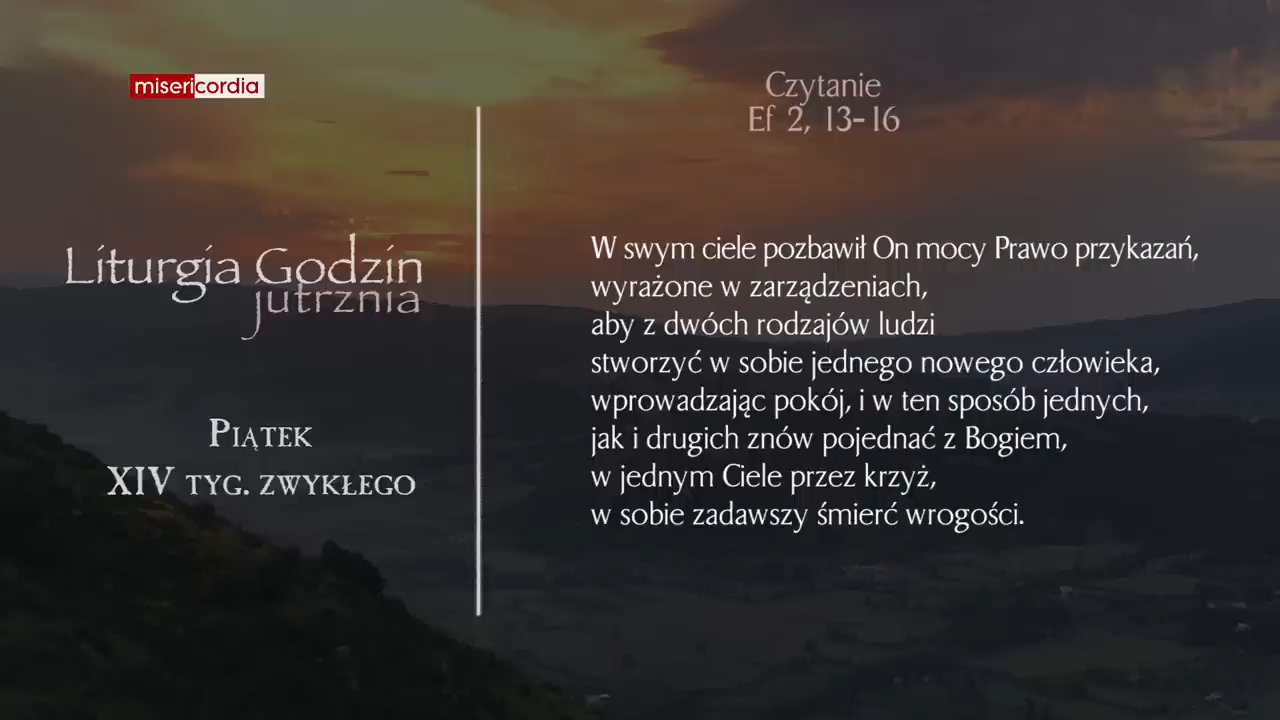 misericordia
Liturgia Godzin
jutrznia
Piątek
XIV tyg. zwykłego
Czytanie
Ef 2, 13-16
W swym ciele pozbawił On mocy Prawo przykazań,
wyrażone w zarządzeniach,
aby z dwóch rodzajów ludzi
stworzyć w sobie jednego nowego człowieka,
wprowadzając pokój, i w ten sposób jednych,
jak i drugich znów pojednać z Bogiem,
w jednym Ciele przez krzyż,
w sobie zadawszy śmierć wrogości.